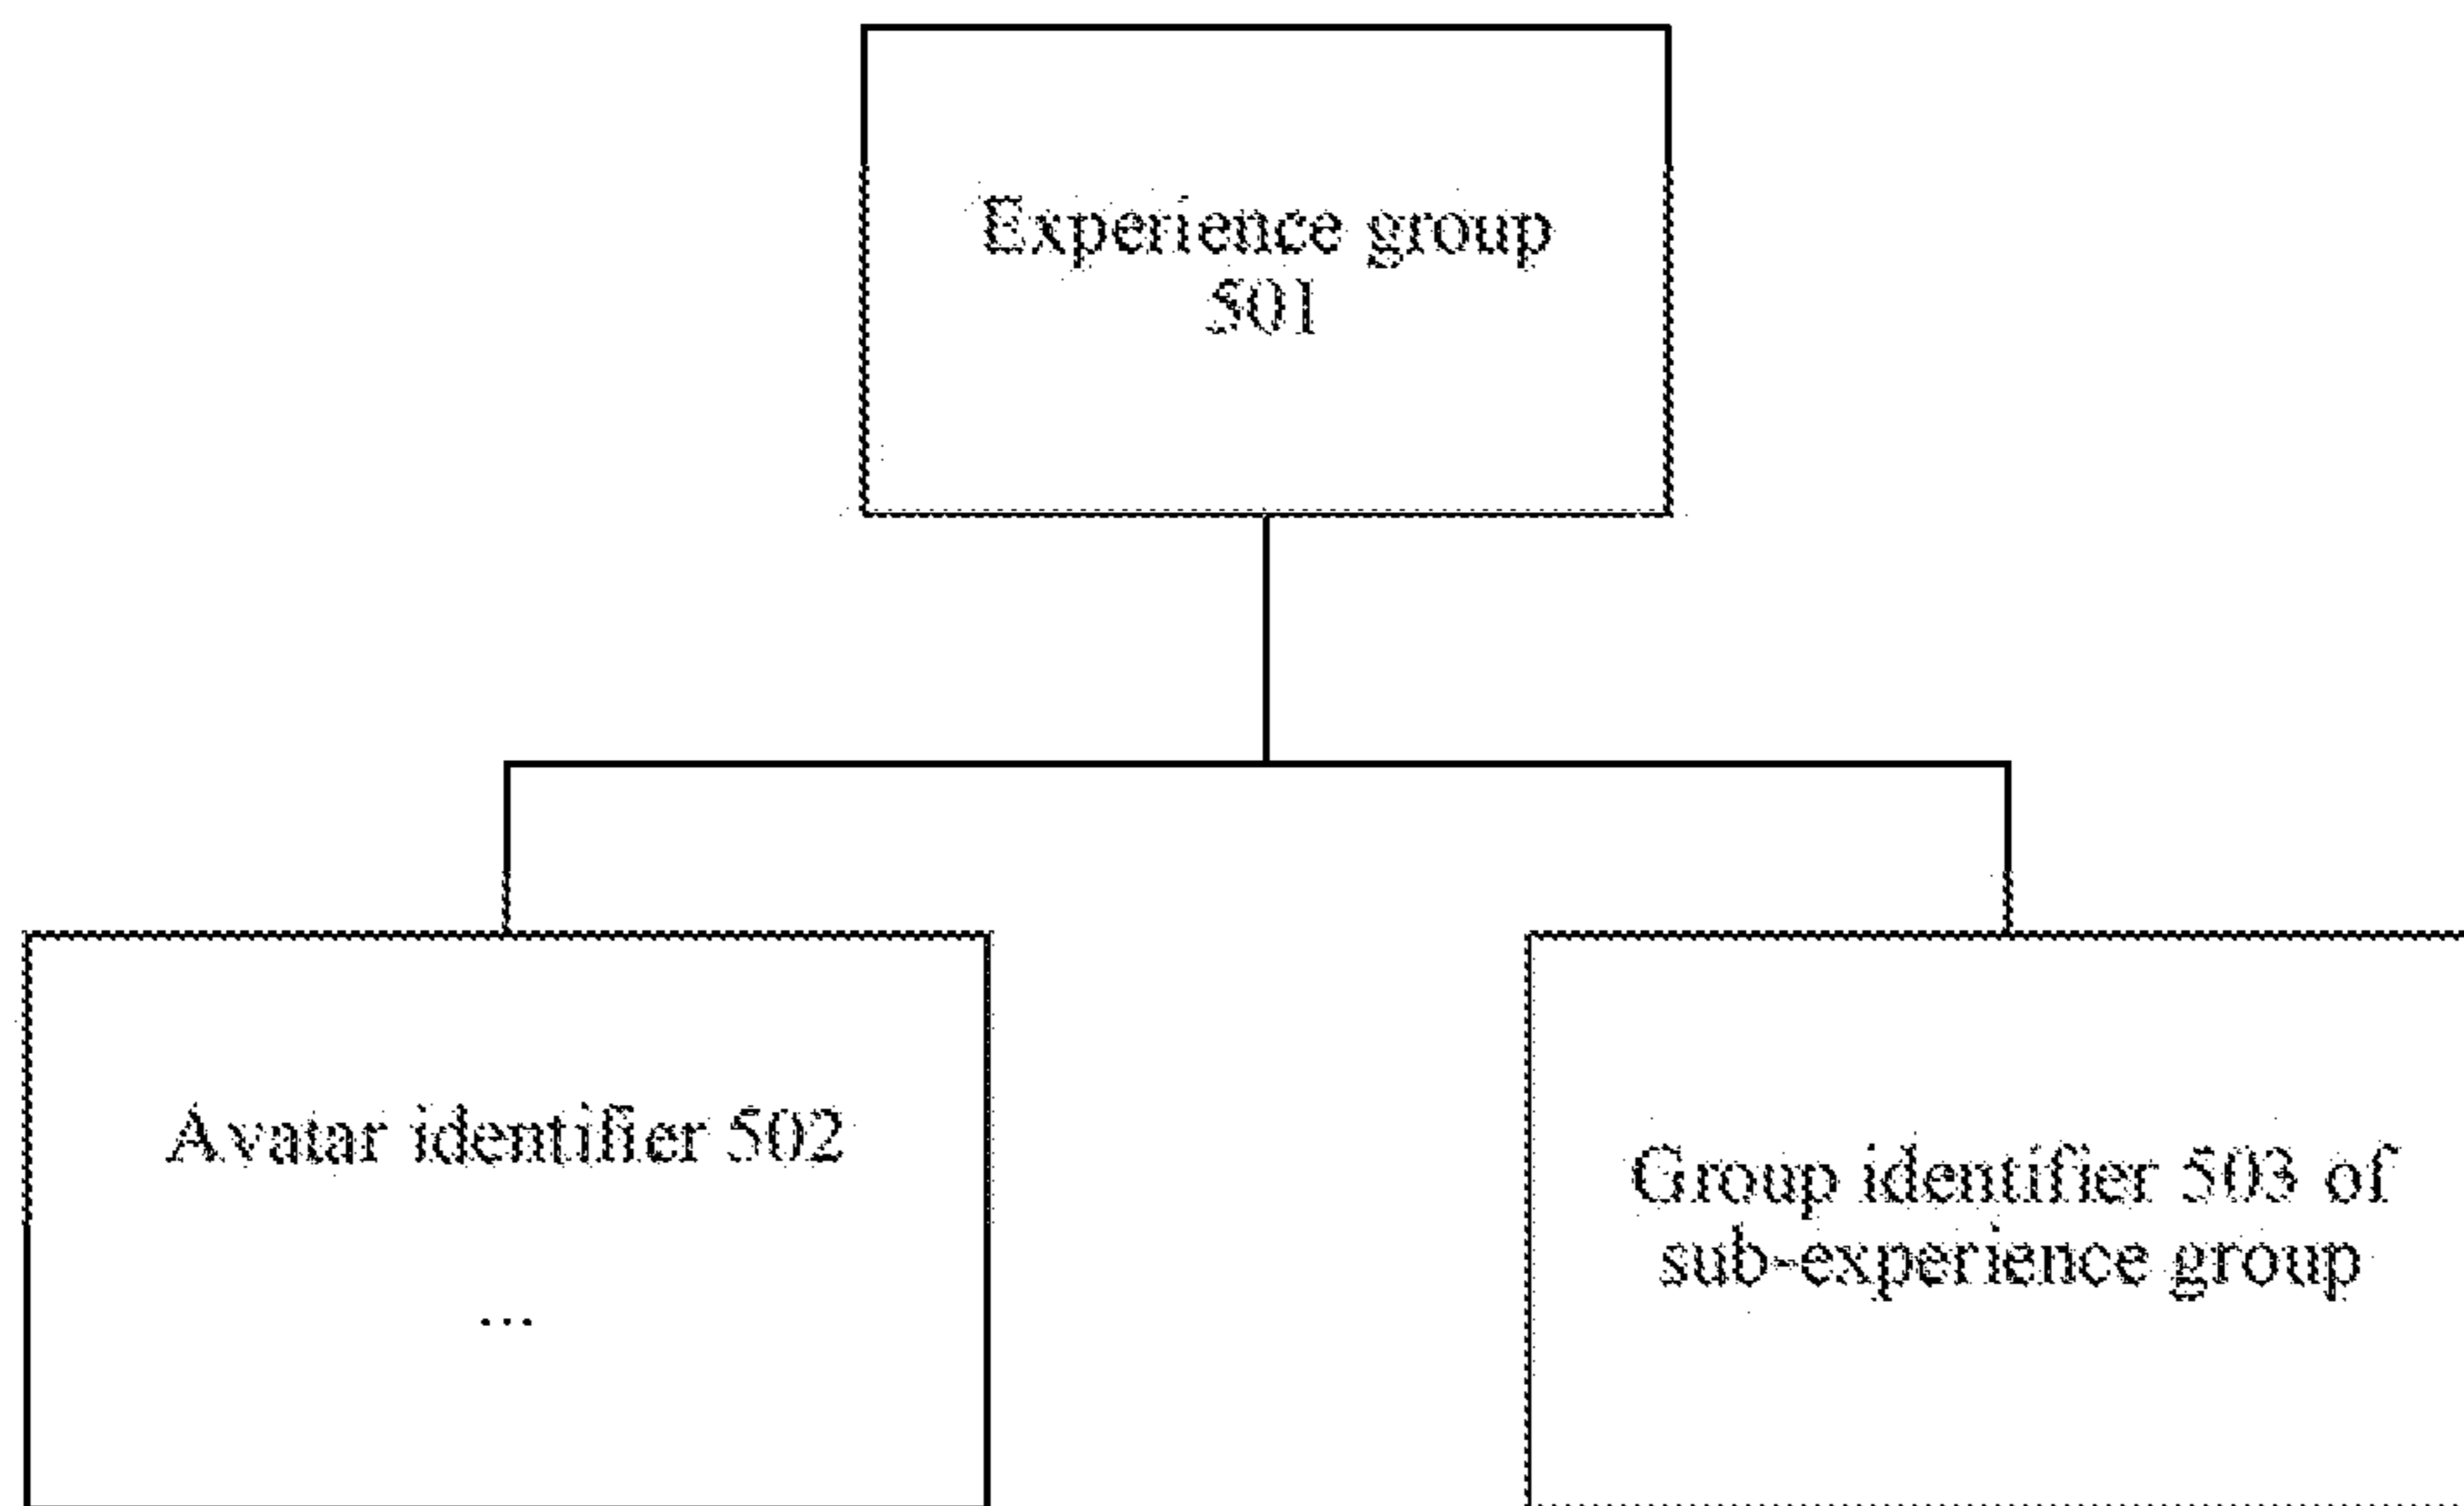 Experience group
501
Avatar identifier 502
...
Group identifier 503 of
sub-experience group